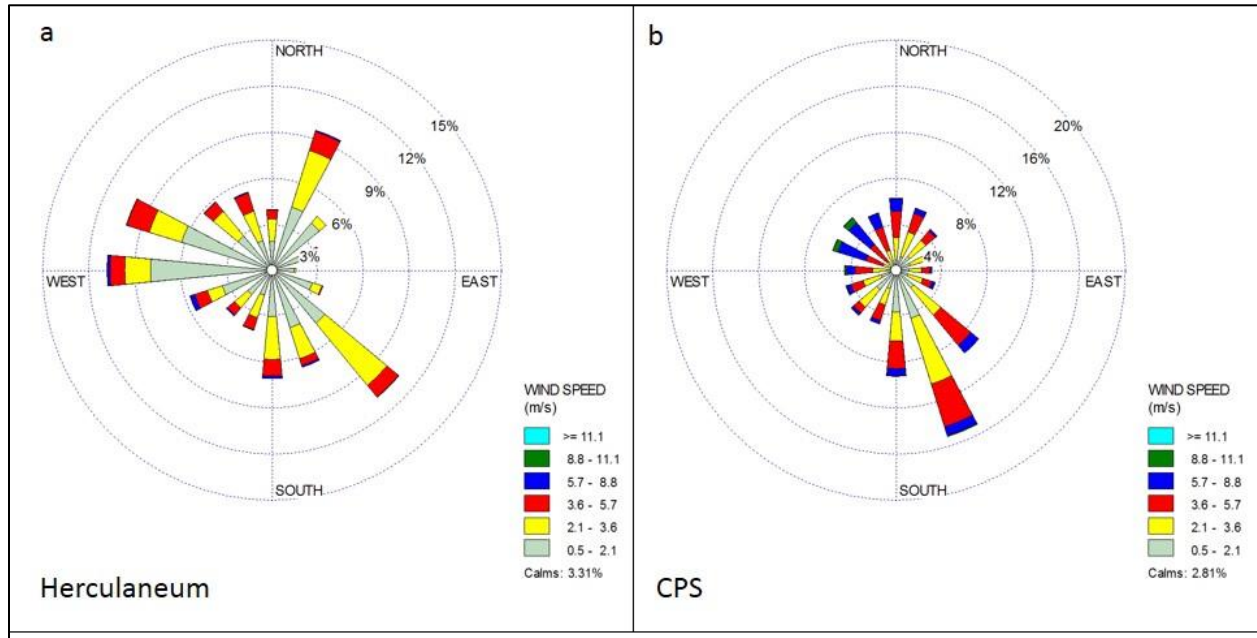 a
NORTH
15%
12%
9%
6%
3%
WEST
EAST
SOUTH
WIND SPEED
(m/s)
>= 11.1
8.8 - 11.1
5.7 - 8.8
3.6 - 5.7
2.1 - 3.6
0.5 - 2.1
Calms: 3.31%
Herculaneum
b
NORTH
20%
16%
12%
8%
4%
WEST
EAST
SOUTH
WIND SPEED
(m/s)
>= 11.1
8.8 - 11.1
5.7 - 8.8
3.6 - 5.7
2.1 - 3.6
0.5 - 2.1
Calms: 2.81%
CPS